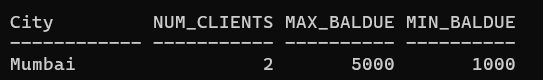 City         NUM_CLIENTS MAX_BALDUE MIN_BALDUE
------------ ----------- ---------- ----------
Mumbai                 2       5000       1000